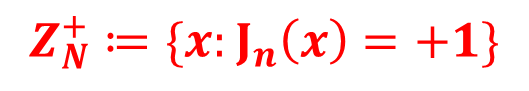 Z_N^+ := {x: J_n(x) = +1}